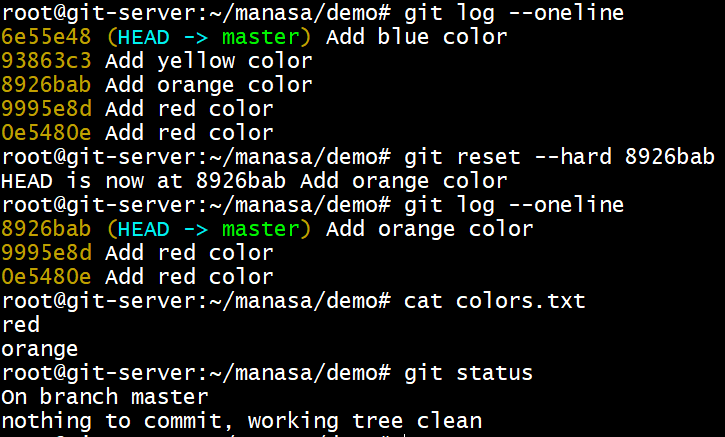 root@git-server:~/manasa/demo# git log --oneline
6e55e48 (HEAD -> master) Add blue color
93863c3 Add yellow color
8926bab Add orange color
9995e8d Add red color
0e5480e Add red color
root@git-server:~/manasa/demo# git reset --hard 8926bab
HEAD is now at 8926bab Add orange color
root@git-server:~/manasa/demo# git log --oneline
8926bab (HEAD -> master) Add orange color
9995e8d Add red color
0e5480e Add red color
root@git-server:~/manasa/demo# cat colors.txt
red
orange
root@git-server:~/manasa/demo# git status
On branch master
nothing to commit, working tree clean